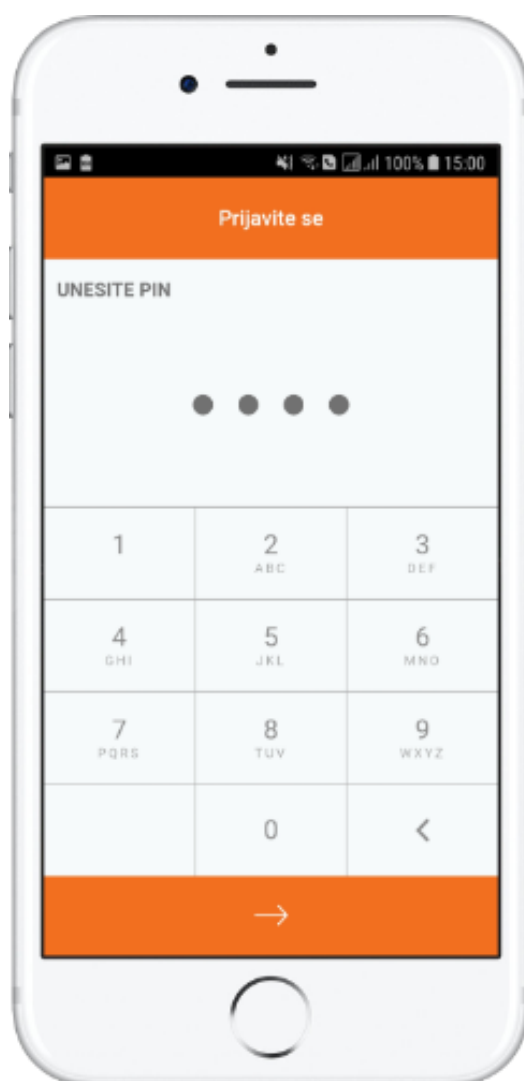 100% 15:00
Prijavite se
UNESITE PIN
1 2 3
ABC DEF
4 5 6
GHI JKL MNO
7 8 9
PQRS TUV WXYZ
0